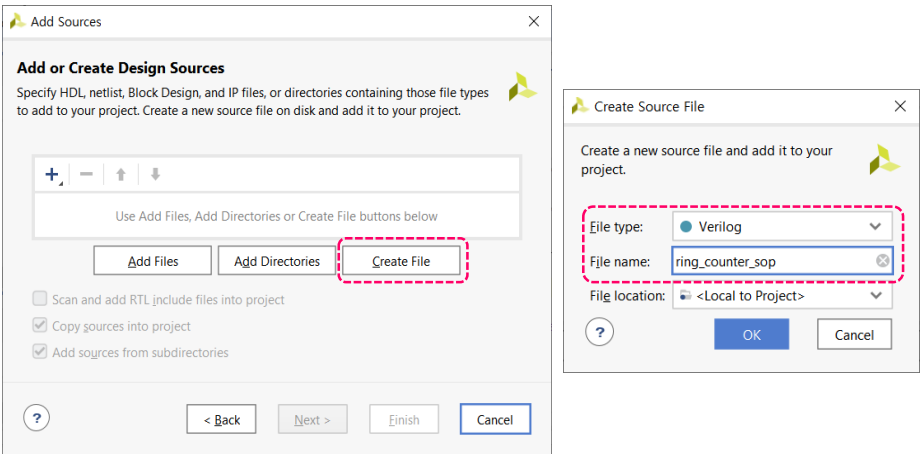 Add Sources
Add or Create Design Sources
Specify HDL, netlist, Block Design, and IP files, or directories containing those file types
to add to your project. Create a new source file on disk and add it to your project.
Use Add Files, Add Directories or Create File buttons below
Add Files
Add Directories
Create File
Scan and add RTL include files into project
Copy sources into project
Add sources from subdirectories
?
< Back
Next >
Finish
Cancel
Create Source File
Create a new source file and add it to your
project.
File type:
Verilog
File name:
ring_counter_sop
File location:
<Local to Project>
?
OK
Cancel